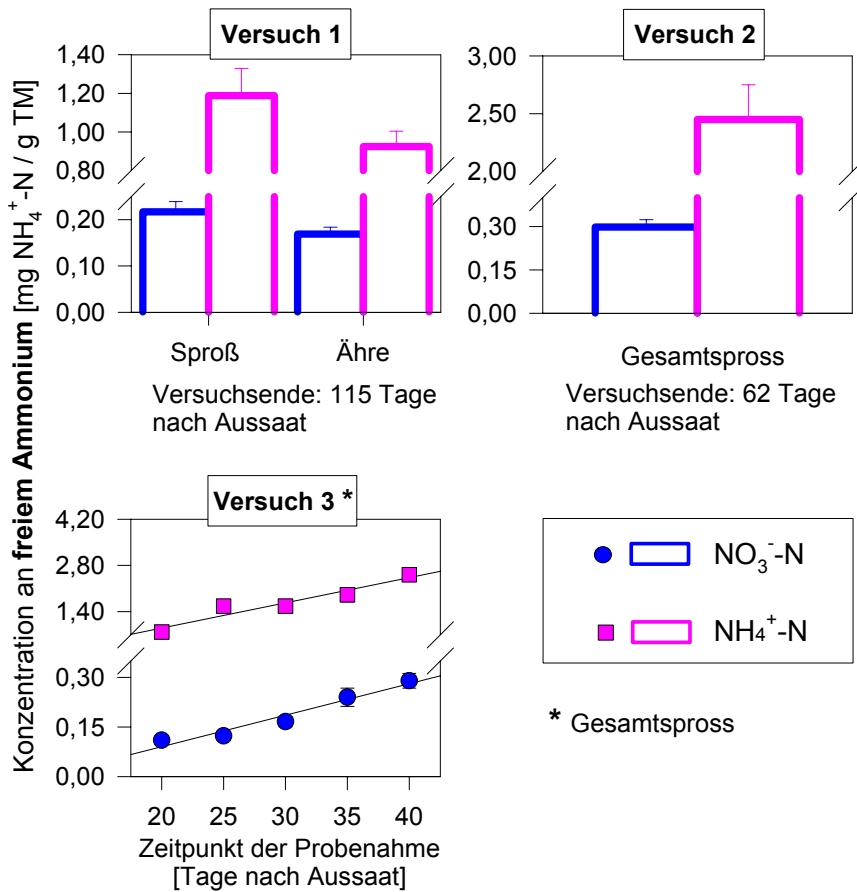 Konzentration an freiem Ammonium [mg NH₄⁺-N / g TM]
Versuch 1
1,40
1,20
1,00
0,80
0,20
0,10
0,00
Sproß Ähre
Versuchsende: 115 Tage
nach Aussaat
Versuch 2
3,00
2,50
2,00
0,30
0,15
0,00
Gesamtspross
Versuchsende: 62 Tage
nach Aussaat
Versuch 3 *
4,20
2,80
1,40
0,30
0,15
0,00
20 25 30 35 40
Zeitpunkt der Probenahme
[Tage nach Aussaat]
NO₃⁻-N
NH₄⁺-N
* Gesamtspross